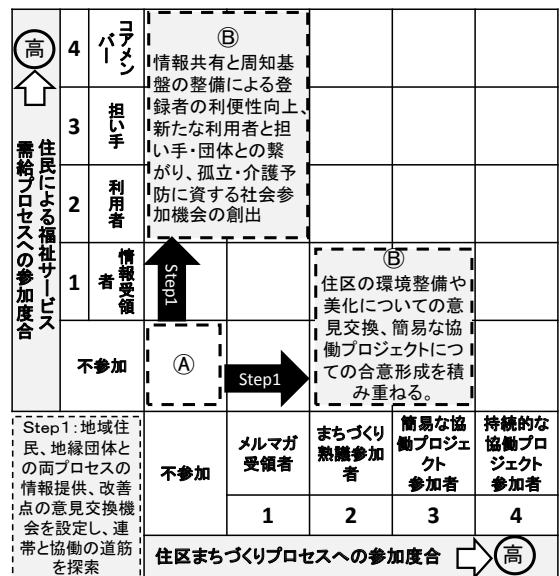 高
住民による福祉サービス
需給プロセスへの参加度合
4
コアメン
バー
3
担い手
2
利用者
1
情報受領
者
不参加
Ⓑ
情報共有と周知基
盤の整備による登
録者の利便性向上、
新たな利用者と担
い手・団体との繋
がり、孤立・介護予
防に資する社会参
加機会の創出
Step1
Ⓐ
Step1
Ⓑ
住区の環境整備や
美化についての意
見交換、簡易な協
働プロジェクトにつ
いての合意形成を積
み重ねる。
Step1:地域住
民、地縁団体と
の両プロセスの
情報提供、改善
点の意見交換機
会を設定し、連
帯と協働の道筋
を探索
不参加
メルマガ
受領者
まちづくり
熟議参加
者
簡易な協
働プロジェ
クト
参加者
持続的な
協働プロ
ジェクト
参加者
1
2
3
4
住区まちづくりプロセスへの参加度合
高